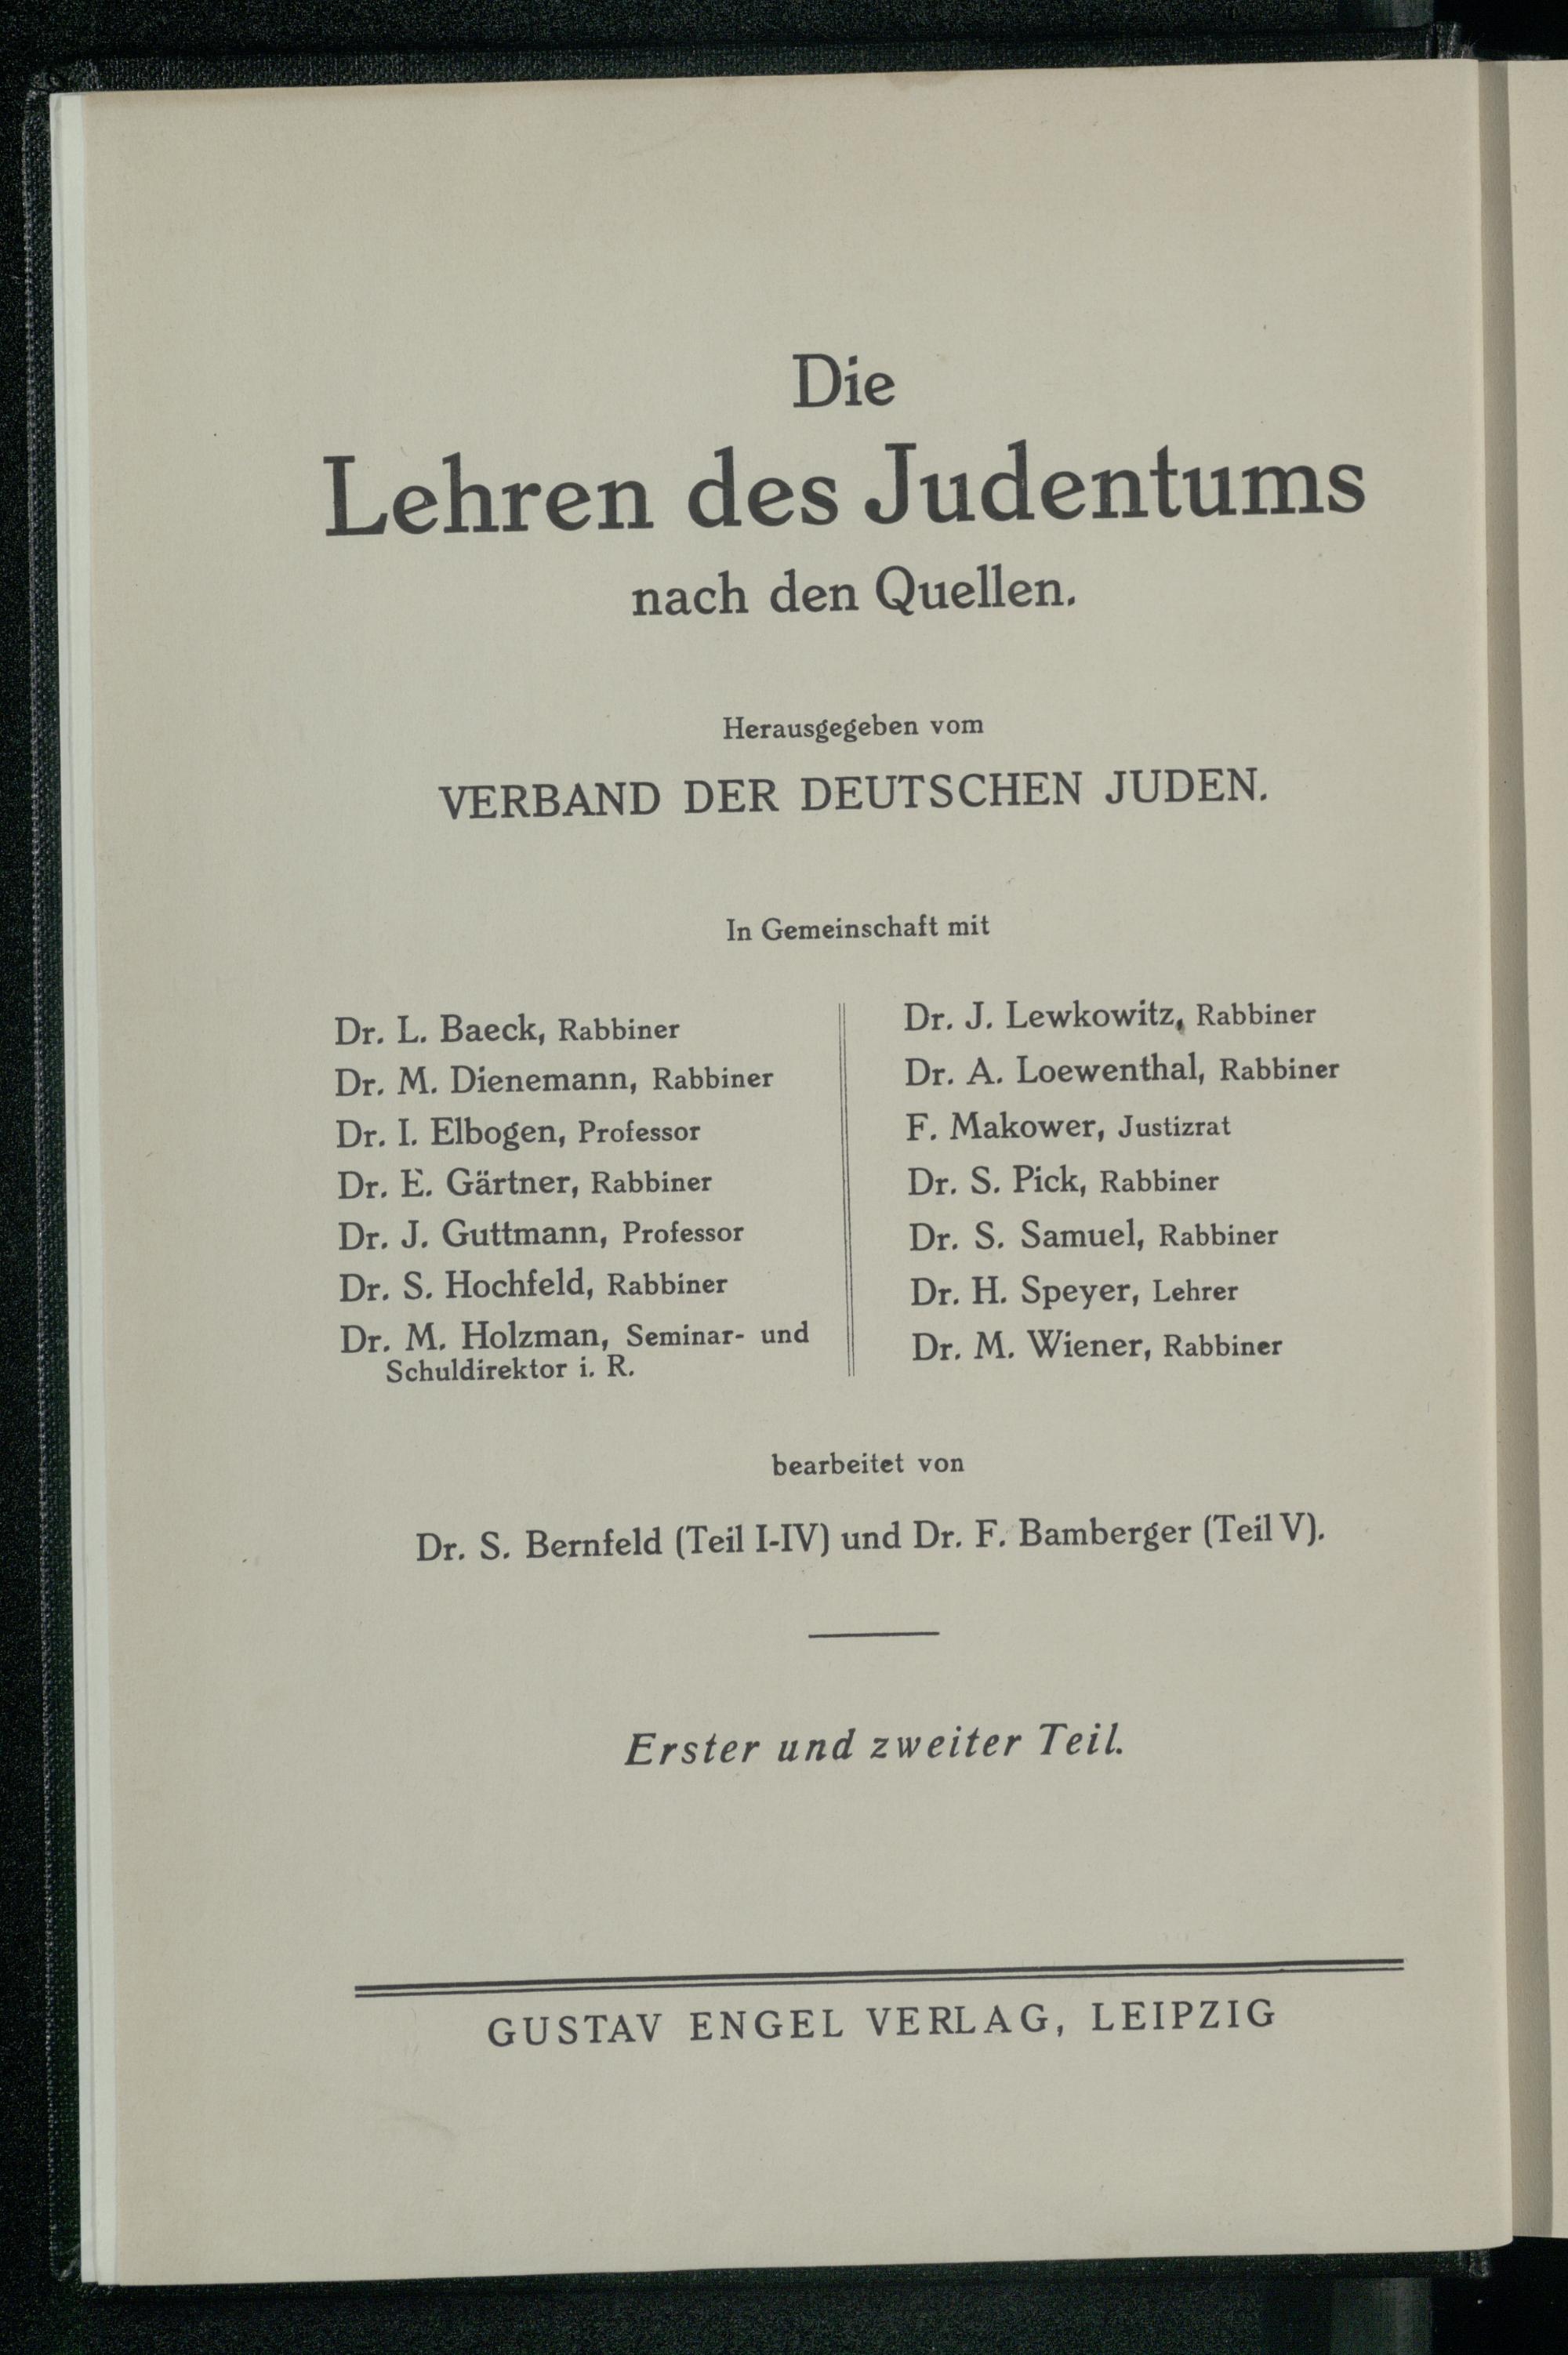 Die
Lehren des Judentums
nach den Quellen.
Herausgegeben vom
VERBAND DER DEUTSCHEN JUDEN.
In Gemeinschaft mit
Dr. L. Baeck, Rabbiner
Dr. M. Dienemann, Rabbiner
Dr. I. Elbogen, Professor
Dr. E. Gärtner, Rabbiner
Dr. J. Guttmann, Professor
Dr. S. Hochfeld, Rabbiner
Dr. M. Holzman, Seminar- und
Schuldirektor i. R.
Dr. J. Lewkowitz, Rabbiner
Dr. A. Loewenthal, Rabbiner
F. Makower, Justizrat
Dr. S. Pick, Rabbiner
Dr. S. Samuel, Rabbiner
Dr. H. Speyer, Lehrer
Dr. M. Wiener, Rabbiner
bearbeitet von
Dr. S. Bernfeld (Teil I-IV) und Dr. F. Bamberger (Teil V).
Erster und zweiter Teil.
GUSTAV ENGEL VERLAG, LEIPZIG